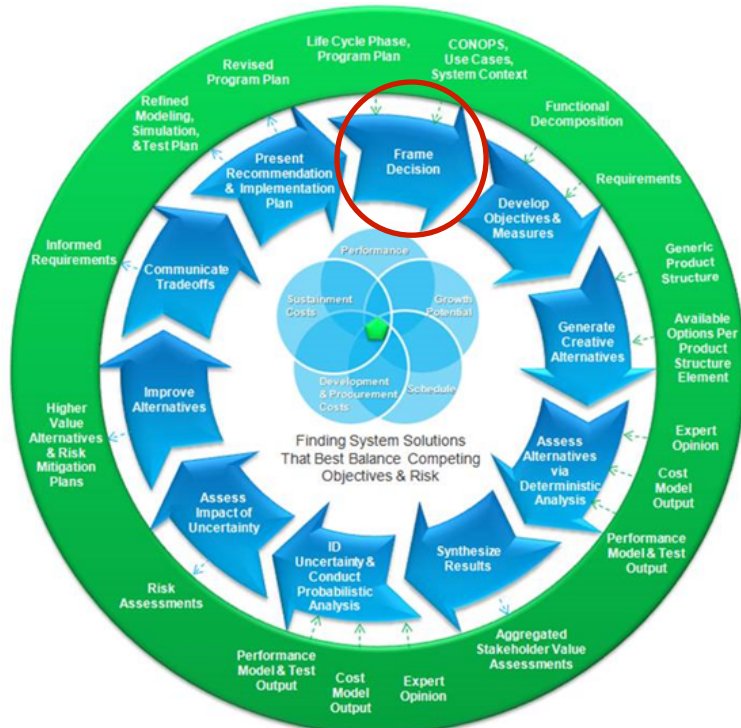 Life Cycle Phase,
Program Plan
CONOPS,
Use Cases,
System Context
Functional
Decomposition
Requirements
Generic
Product
Structure
Available
Options Per
Product
Structure
Element
Expert
Opinion
Cost
Model
Output
Performance
Model & Test
Output
Aggregated
Stakeholder Value
Assessments
Expert
Opinion
Cost
Model
Output
Performance
Model & Test
Output
Risk
Assessments
Higher
Value
Alternatives
& Risk
Mitigation
Plans
Informed
Requirements
Refined
Modeling,
Simulation,
&Test Plan
Revised
Program Plan
Frame
Decision
Develop
Objectives &
Measures
Generate
Creative
Alternatives
Assess
Alternatives via
Deterministic
Analysis
Synthesize
Results
ID
Uncertainty &
Conduct
Probabilistic
Analysis
Assess
Impact of
Uncertainty
Improve
Alternatives
Communicate
Tradeoffs
Present
Recommendation
& Implementation
Plan
Performance
Growth
Potential
Schedule
Development
& Procurement
Costs
Sustainment
Costs
Finding System Solutions
That Best Balance Competing
Objectives & Risk